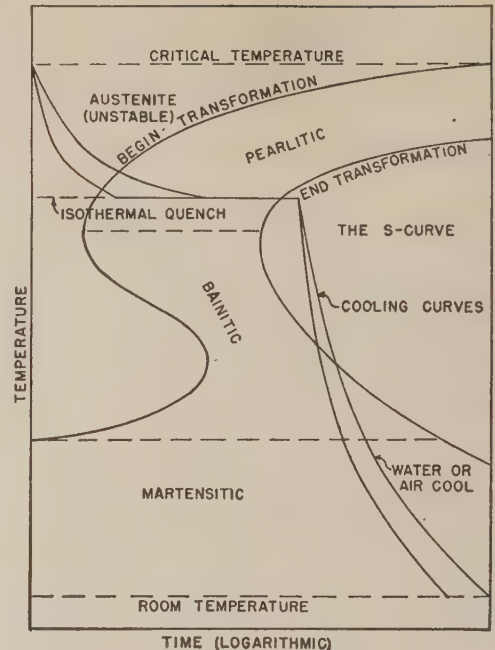 CRITICAL TEMPERATURE
AUSTENITE
(UNSTABLE)
BEGIN- TRANSFORMATION
PEARLITIC
END TRANSFORMATION
ISOTHERMAL QUENCH
THE S-CURVE
COOLING CURVES
BAINITIC
TEMPERATURE
WATER OR
AIR COOL
MARTENSITIC
ROOM TEMPERATURE
TIME (LOGARITHMIC)